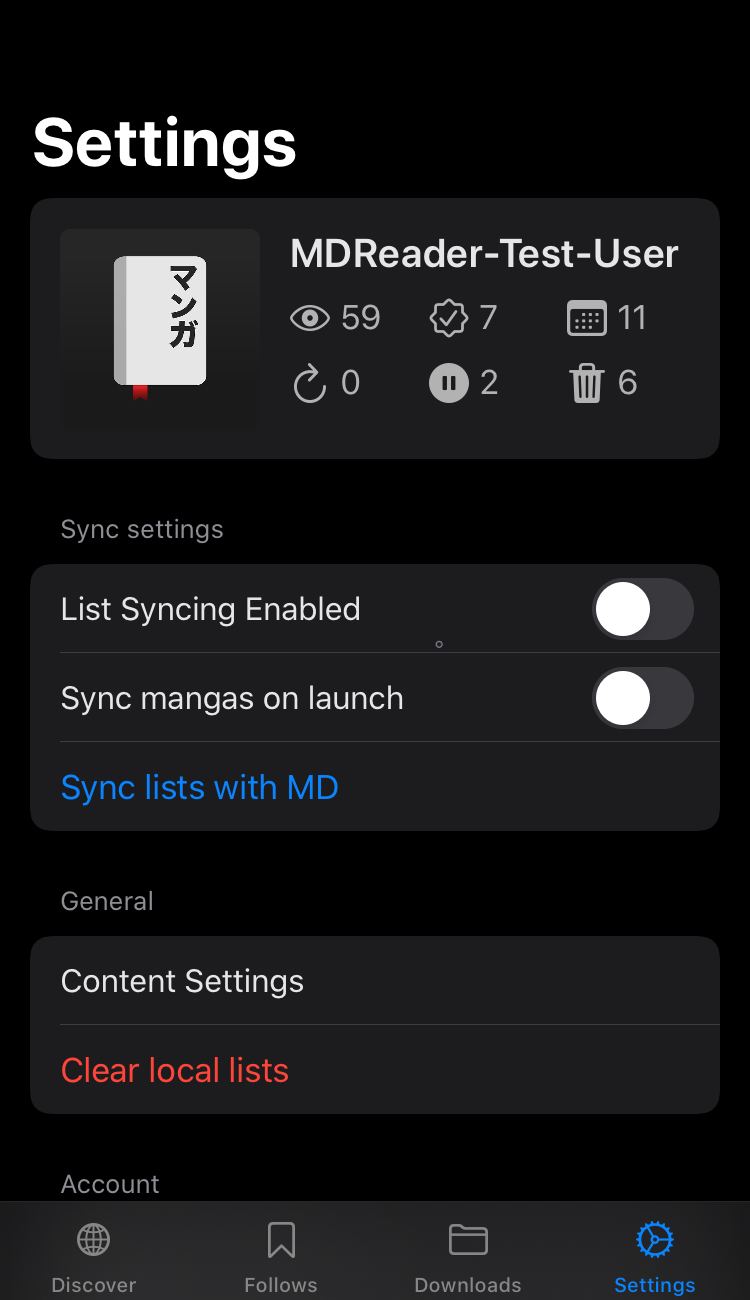 Settings
マンガ
MDReader-Test-User
59 7 11
0 2 6
Sync settings
List Syncing Enabled
Sync mangas on launch
Sync lists with MD
General
Content Settings
Clear local lists
Account
Discover Follows Downloads Settings